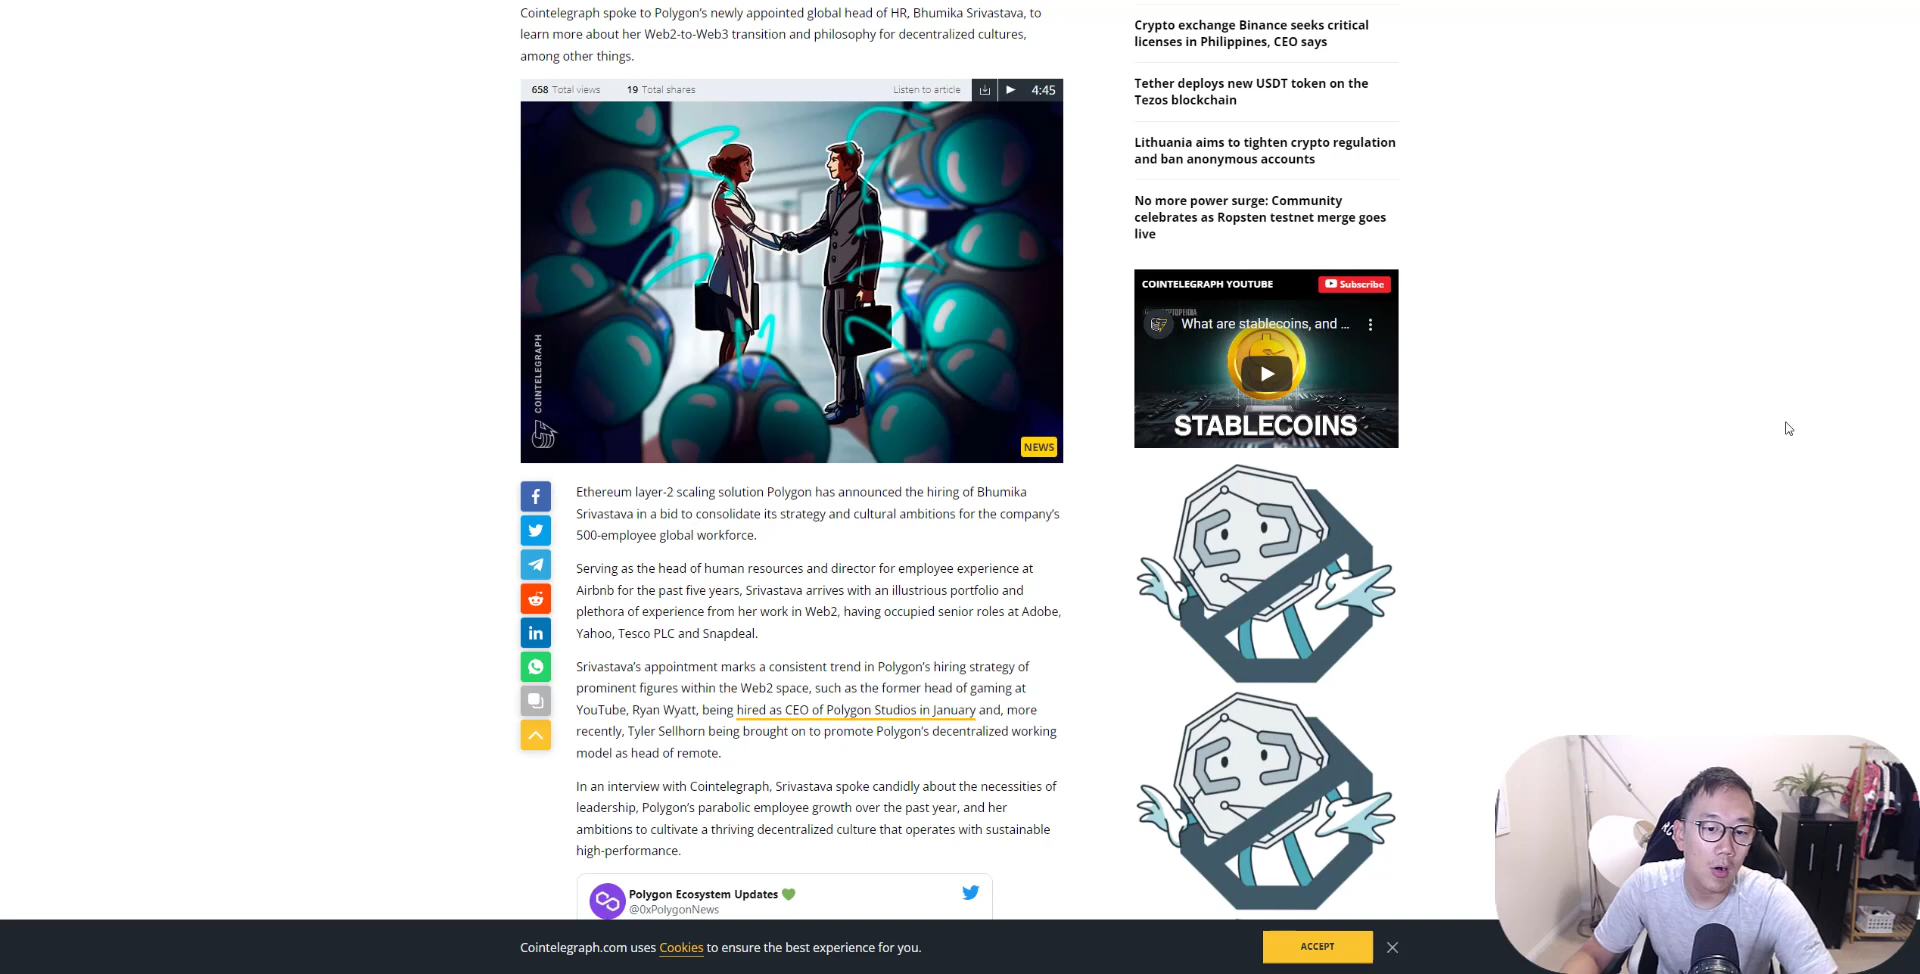 Cointelegraph spoke to Polygon’s newly appointed global head of HR, Bhumika Srivastava, to
learn more about her Web2-to-Web3 transition and philosophy for decentralized cultures,
among other things.
658 Total views 19 Total shares Listen to article 4:45
COINTELEGRAPH
NEWS
Ethereum layer-2 scaling solution Polygon has announced the hiring of Bhumika
Srivastava in a bid to consolidate its strategy and cultural ambitions for the company’s
500-employee global workforce.
Serving as the head of human resources and director for employee experience at
Airbnb for the past five years, Srivastava arrives with an illustrious portfolio and
plethora of experience from her work in Web2, having occupied senior roles at Adobe,
Yahoo, Tesco PLC and Snapdeal.
Srivastava’s appointment marks a consistent trend in Polygon’s hiring strategy of
prominent figures within the Web2 space, such as the former head of gaming at
YouTube, Ryan Wyatt, being hired as CEO of Polygon Studios in January and, more
recently, Tyler Sellhorn being brought on to promote Polygon’s decentralized working
model as head of remote.
In an interview with Cointelegraph, Srivastava spoke candidly about the necessities of
leadership, Polygon’s parabolic employee growth over the past year, and her
ambitions to cultivate a thriving decentralized culture that operates with sustainable
high-performance.
Polygon Ecosystem Updates
@0xPolygonNews
Crypto exchange Binance seeks critical
licenses in Philippines, CEO says
Tether deploys new USDT token on the
Tezos blockchain
Lithuania aims to tighten crypto regulation
and ban anonymous accounts
No more power surge: Community
celebrates as Ropsten testnet merge goes
live
COINTELEGRAPH YOUTUBE Subscribe
What are stablecoins, and ...
STABLECOINS
Cointelegraph.com uses Cookies to ensure the best experience for you.
ACCEPT